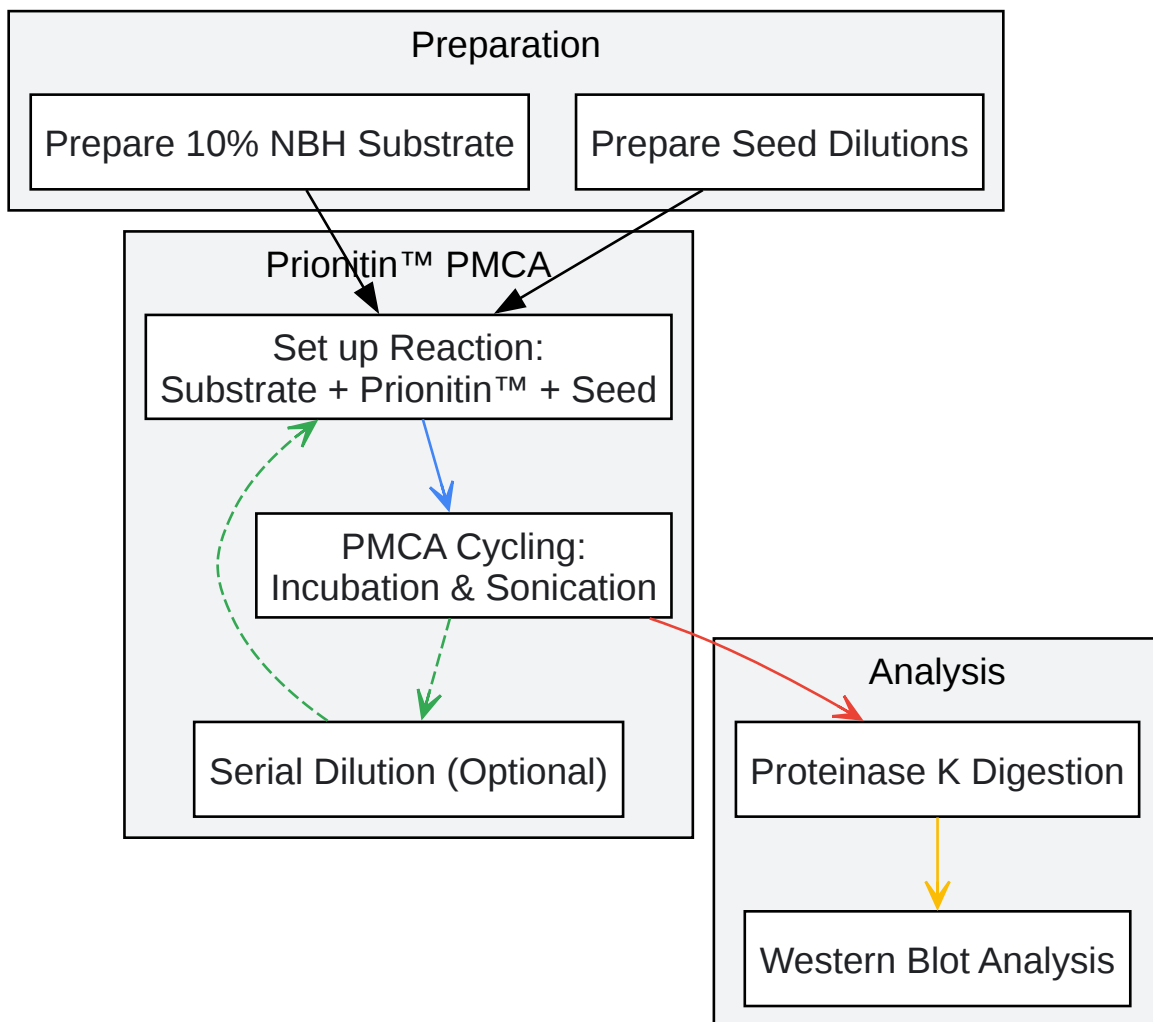 Preparation
Prepare 10% NBH Substrate
Prepare Seed Dilutions
Prionitin™ PMCA
Set up Reaction:
Substrate + Prionitin™ + Seed
PMCA Cycling:
Incubation & Sonication
Serial Dilution (Optional)
Analysis
Proteinase K Digestion
Western Blot Analysis